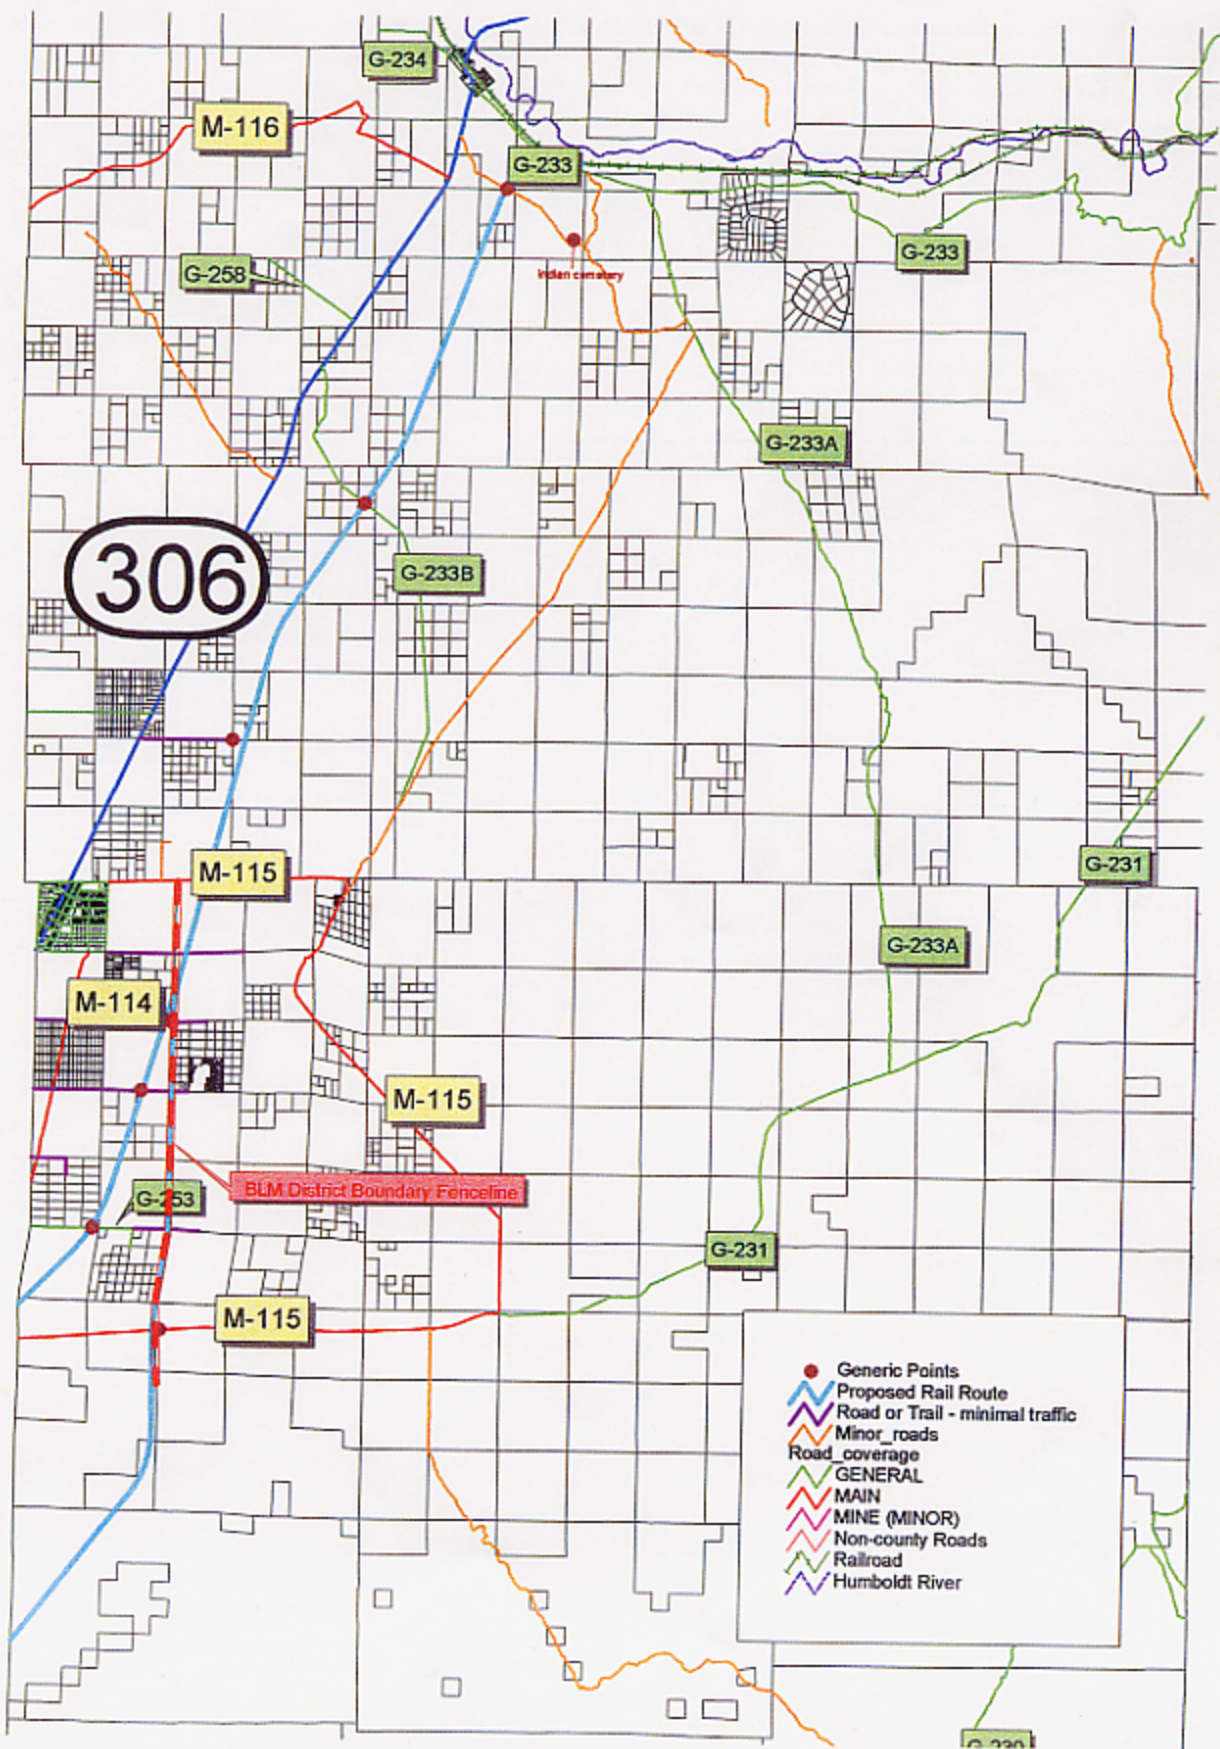 G-234
M-116
G-233
G-233
G-258
Indian cemetery
G-233A
306
G-233B
M-115
G-231
G-233A
M-114
M-115
BLM District Boundary Fenceline
G-253
G-231
M-115
Generic Points
Proposed Rail Route
Road or Trail - minimal traffic
Minor_roads
Road_coverage
GENERAL
MAIN
MINE (MINOR)
Non-county Roads
Railroad
Humboldt River